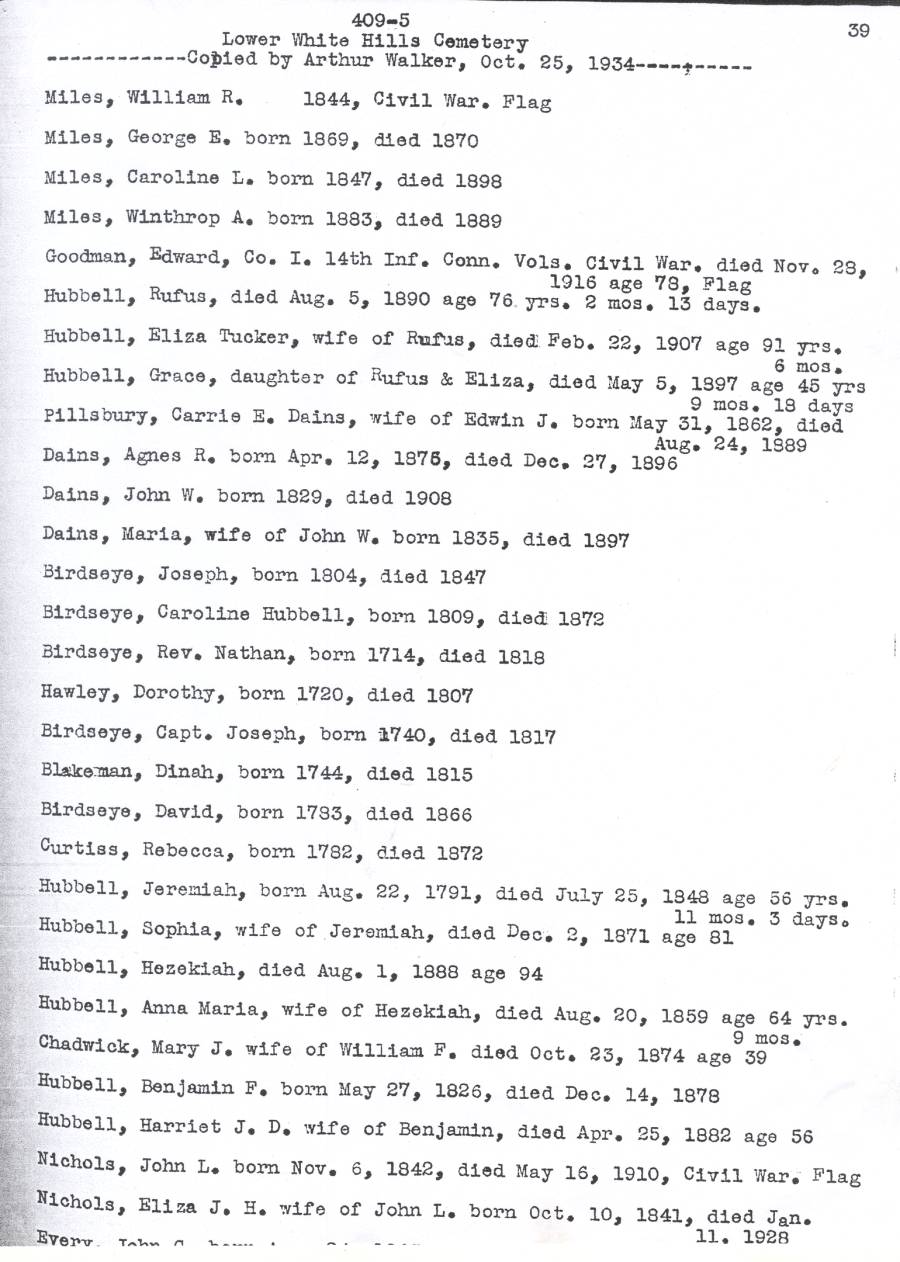 409-5
39
Lower White Hills Cemetery
------------Copied by Arthur Walker, Oct. 25, 1934-----------
Miles, William R. 1844, Civil War. Flag
Miles, George E. born 1869, died 1870
Miles, Caroline L. born 1847, died 1898
Miles, Winthrop A. born 1883, died 1889
Goodman, Edward, Co. I. 14th Inf. Conn. Vols. Civil War. died Nov. 28,
1916 age 78, Flag
Hubbell, Rufus, died Aug. 5, 1890 age 76 yrs. 2 mos. 13 days.
Hubbell, Eliza Tucker, wife of Rufus, died Feb. 22, 1907 age 91 yrs.
6 mos.
Hubbell, Grace, daughter of Rufus & Eliza, died May 5, 1897 age 45 yrs
9 mos. 18 days
Pillsbury, Carrie E. Dains, wife of Edwin J. born May 31, 1862, died
Aug. 24, 1889
Dains, Agnes R. born Apr. 12, 1876, died Dec. 27, 1896
Dains, John W. born 1829, died 1908
Dains, Maria, wife of John W. born 1835, died 1897
Birdseye, Joseph, born 1804, died 1847
Birdseye, Caroline Hubbell, born 1809, died 1872
Birdseye, Rev. Nathan, born 1714, died 1818
Hawley, Dorothy, born 1720, died 1807
Birdseye, Capt. Joseph, born 1740, died 1817
Blakeman, Dinah, born 1744, died 1815
Birdseye, David, born 1783, died 1866
Curtiss, Rebecca, born 1782, died 1872
Hubbell, Jeremiah, born Aug. 22, 1791, died July 25, 1848 age 56 yrs.
11 mos. 3 days.
Hubbell, Sophia, wife of Jeremiah, died Dec. 2, 1871 age 81
Hubbell, Hezekiah, died Aug. 1, 1888 age 94
Hubbell, Anna Maria, wife of Hezekiah, died Aug. 20, 1859 age 64 yrs.
9 mos.
Chadwick, Mary J. wife of William F. died Oct. 23, 1874 age 39
Hubbell, Benjamin F. born May 27, 1826, died Dec. 14, 1878
Hubbell, Harriet J. D. wife of Benjamin, died Apr. 25, 1882 age 56
Nichols, John L. born Nov. 6, 1842, died May 16, 1910, Civil War. Flag
Nichols, Eliza J. H. wife of John L. born Oct. 10, 1841, died Jan.
11. 1928
Every, John